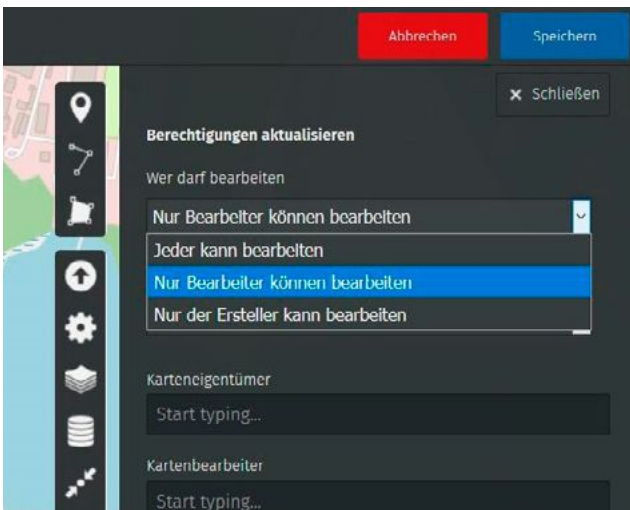 Abbrechen
Speichern
× Schließen
Berechtigungen aktualisieren
Wer darf bearbeiten
Nur Bearbeiter können bearbeiten
Jeder kann bearbeiten
Nur Bearbeiter können bearbeiten
Nur der Ersteller kann bearbeiten
Karteneigentümer
Start typing...
Kartenbearbeiter
Start typing...